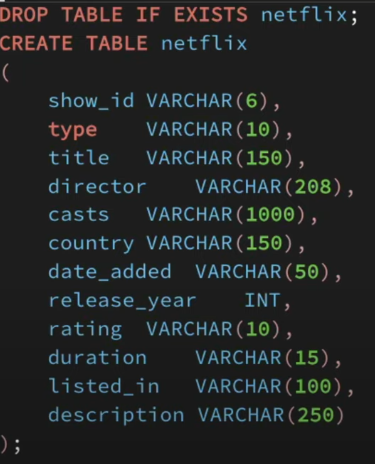 DROP TABLE IF EXISTS netflix;
CREATE TABLE netflix
(
show_id VARCHAR(6),
type VARCHAR(10),
title VARCHAR(150),
director VARCHAR(208),
casts VARCHAR(1000),
country VARCHAR(150),
date_added VARCHAR(50),
release_year INT,
rating VARCHAR(10),
duration VARCHAR(15),
listed_in VARCHAR(100),
description VARCHAR(250)
);